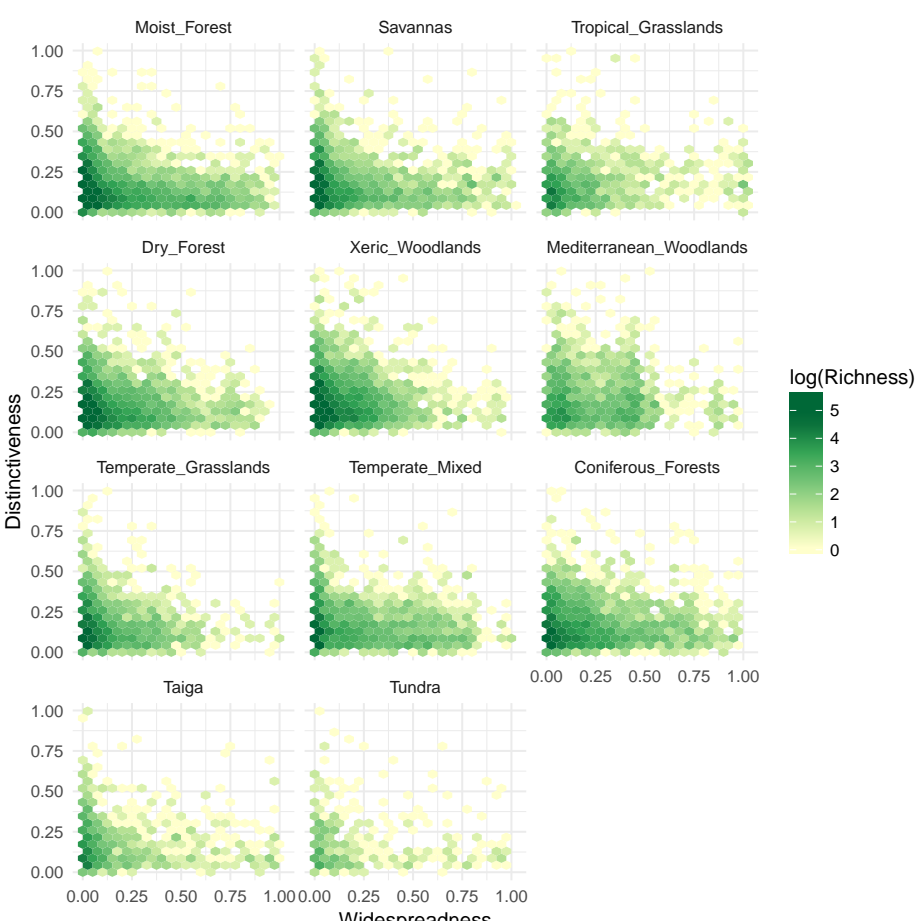 Moist_Forest Savannas Tropical_Grasslands
1.00
0.75
0.50
0.25
0.00
Dry_Forest Xeric_Woodlands Mediterranean_Woodlands
1.00
0.75
0.50
0.25
0.00
Temperate_Grasslands Temperate_Mixed Coniferous_Forests
1.00
0.75
0.50
0.25
0.00
0.00 0.25 0.50 0.75 1.00
Taiga Tundra
1.00
0.75
0.50
0.25
0.00
0.00 0.25 0.50 0.75 1.00 0.00 0.25 0.50 0.75 1.00
Widespreadness
Distinctiveness
log(Richness)
5
4
3
2
1
0